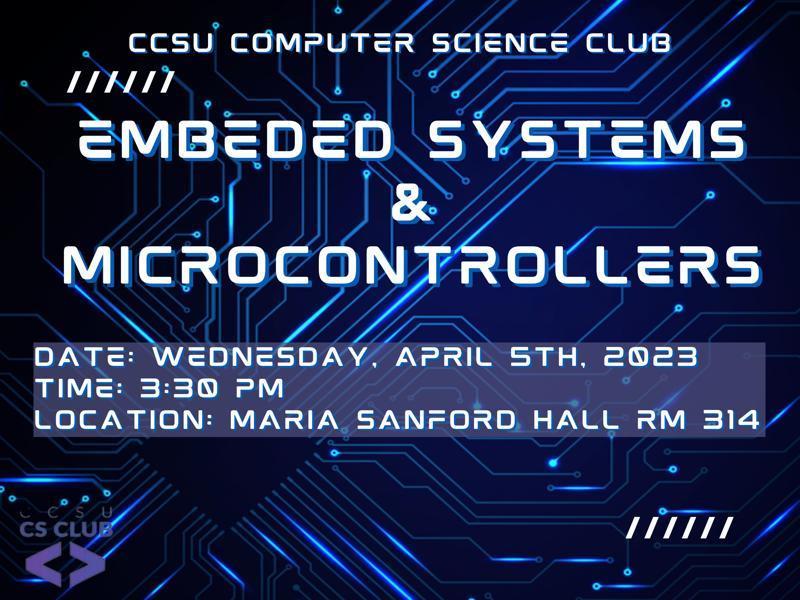 CCSU COMPUTER SCIENCE CLUB
EMBEDED SYSTEMS
&
MICROCONTROLLERS
DATE: WEDNESDAY, APRIL 5TH, 2023
TIME: 3:30 PM
LOCATION: MARIA SANFORD HALL RM 314
CCSU
CS CLUB